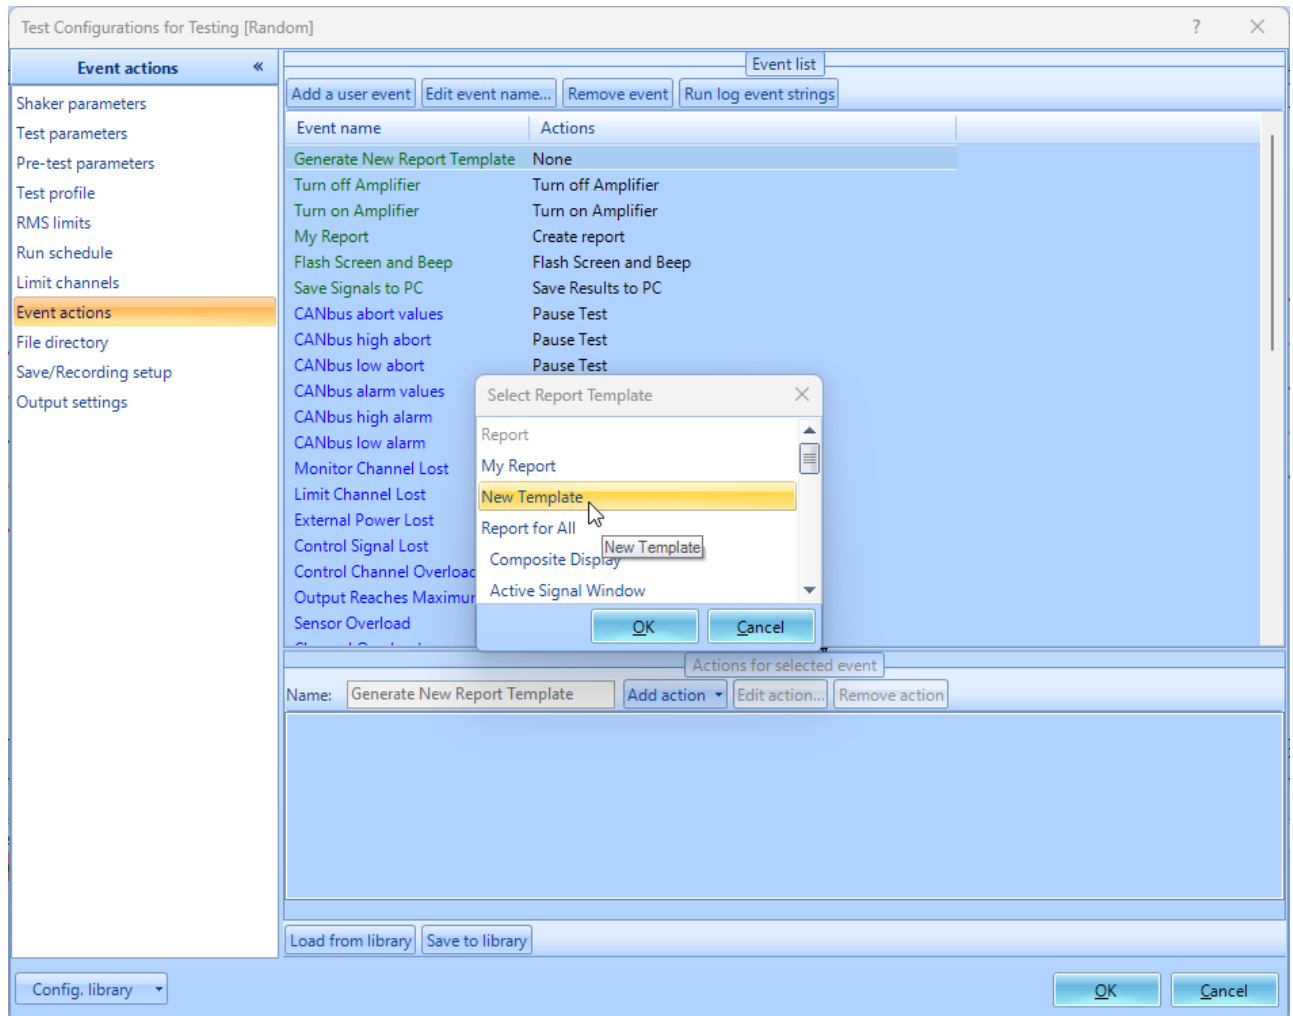 Test Configurations for Testing [Random]
?
Event actions
«
Shaker parameters
Test parameters
Pre-test parameters
Test profile
RMS limits
Run schedule
Limit channels
Event actions
File directory
Save/Recording setup
Output settings
Event list
Add a user event Edit event name... Remove event Run log event strings
Event name Actions
Generate New Report Template None
Turn off Amplifier Turn off Amplifier
Turn on Amplifier Turn on Amplifier
My Report Create report
Flash Screen and Beep Flash Screen and Beep
Save Signals to PC Save Results to PC
CANbus abort values Pause Test
CANbus high abort Pause Test
CANbus low abort Pause Test
CANbus alarm values
CANbus high alarm
CANbus low alarm
Monitor Channel Lost
Limit Channel Lost
External Power Lost
Control Signal Lost
Control Channel Overload
Output Reaches Maximum
Sensor Overload
Select Report Template
Report
My Report
New Template
Report for All
New Template
Composite Display
Active Signal Window
OK Cancel
Actions for selected event
Name: Generate New Report Template Add action Edit action... Remove action
Load from library Save to library
Config. library
OK Cancel